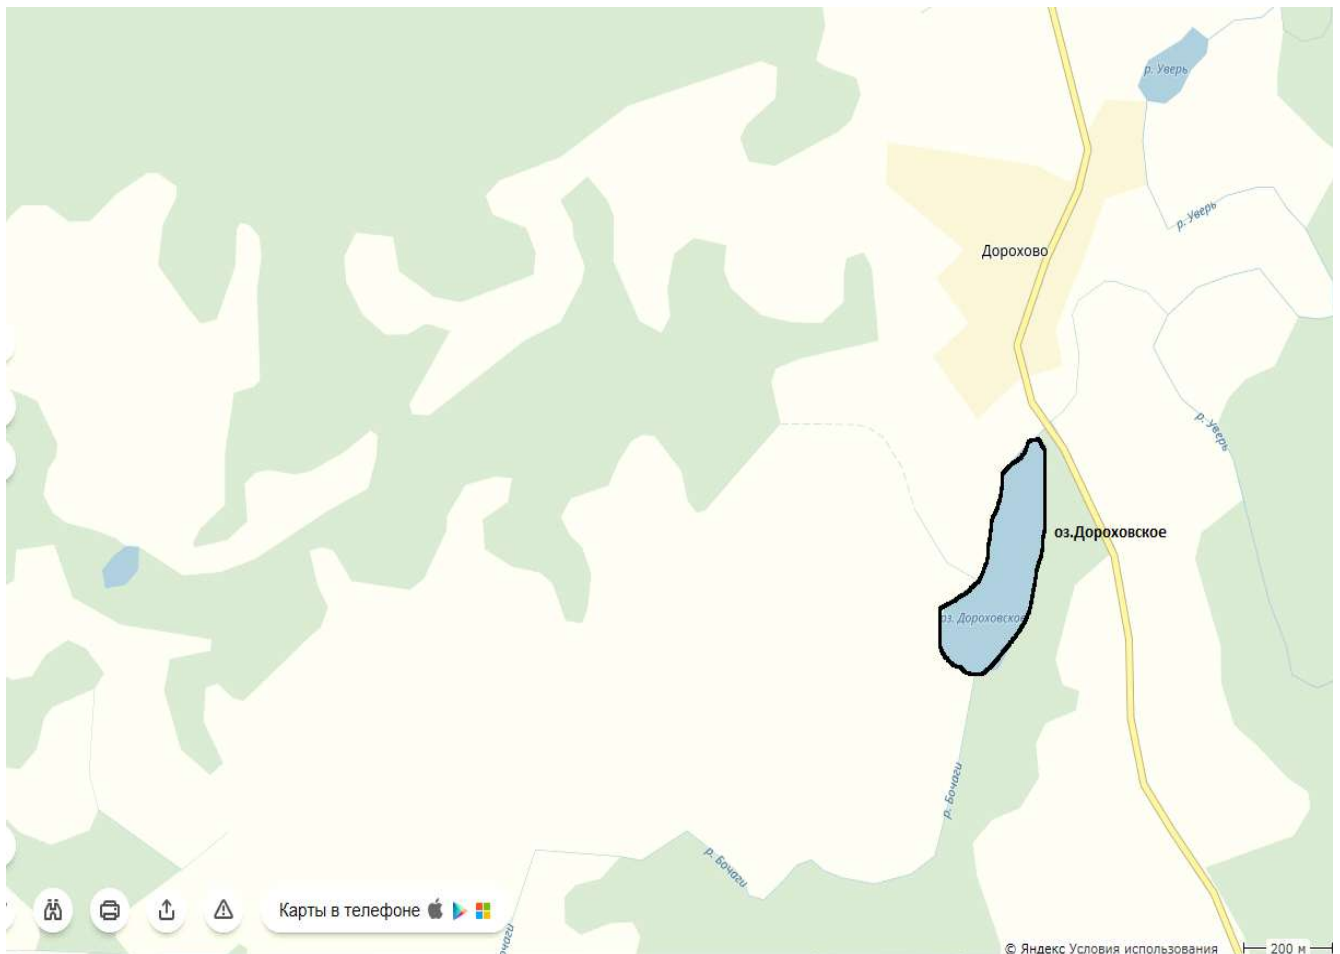 р. Уверь
р. Уверь
Дорохово
р. Уверь
оз.Дороховское
оз. Дороховское
р. Бочаги
р. Бочаги
Карты в телефоне
© Яндекс Условия использования
200 м